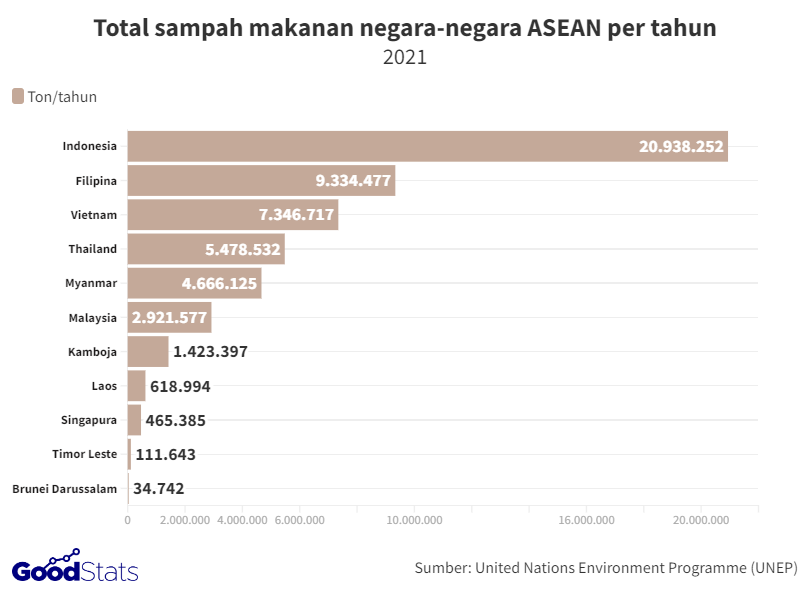 Total sampah makanan negara-negara ASEAN per tahun
2021
Ton/tahun
Indonesia 20.938.252
Filipina 9.334.477
Vietnam 7.346.717
Thailand 5.478.532
Myanmar 4.666.125
Malaysia 2.921.577
Kamboja 1.423.397
Laos 618.994
Singapura 465.385
Timor Leste 111.643
Brunei Darussalam 34.742
0 2.000.000 4.000.000 6.000.000 10.000.000 16.000.000 20.000.000
GoodStats Sumber: United Nations Environment Programme (UNEP)